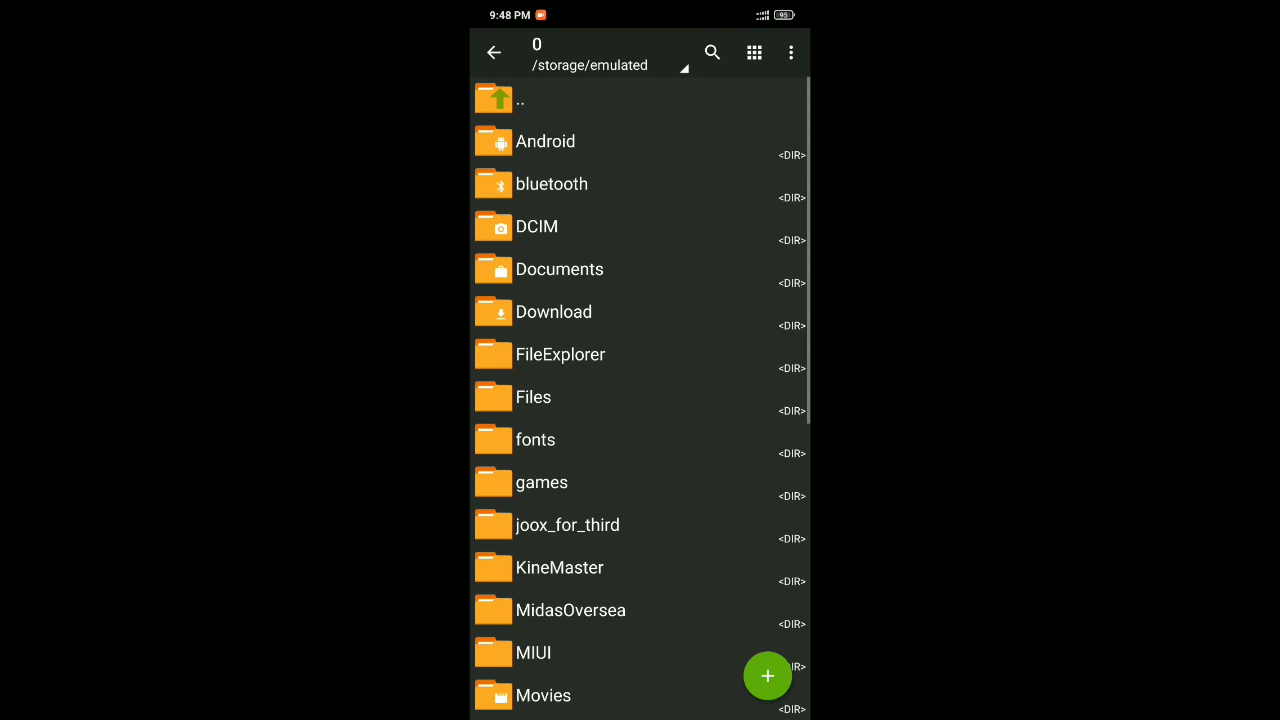 9:48 PM 95
0
/storage/emulated
..
Android
<DIR>
bluetooth
<DIR>
DCIM
<DIR>
Documents
<DIR>
Download
<DIR>
FileExplorer
<DIR>
Files
<DIR>
fonts
<DIR>
games
<DIR>
joox_for_third
<DIR>
KineMaster
<DIR>
MidasOversea
<DIR>
MIUI
IR>
Movies
<DIR>